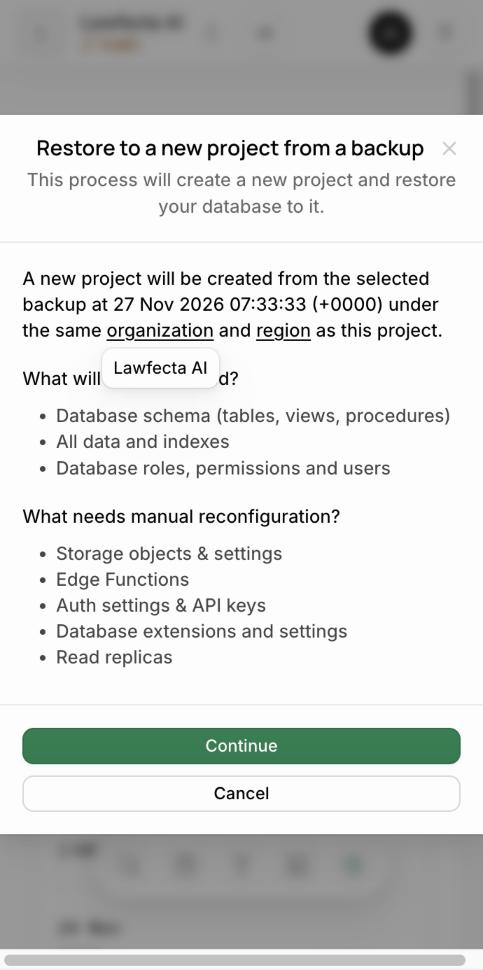 Lawfecta AI
Restore to a new project from a backup
This process will create a new project and restore
your database to it.
A new project will be created from the selected
backup at 27 Nov 2026 07:33:33 (+0000) under
the same organization and region as this project.
Lawfecta AI
What will d?
• Database schema (tables, views, procedures)
• All data and indexes
• Database roles, permissions and users
What needs manual reconfiguration?
• Storage objects & settings
• Edge Functions
• Auth settings & API keys
• Database extensions and settings
• Read replicas
Continue
Cancel